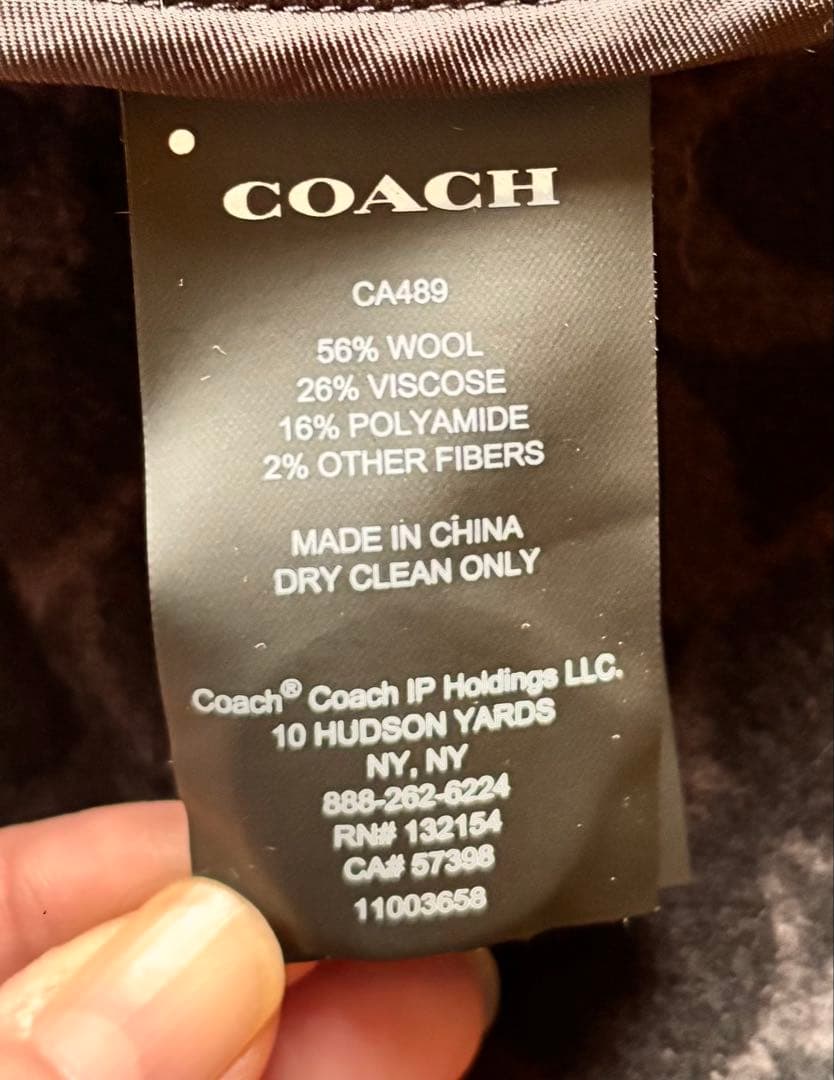 COACH
CA489
56% WOOL
26% VISCOSE
16% POLYAMIDE
2% OTHER FIBERS
MADE IN CHINA
DRY CLEAN ONLY
Coach® Coach IP Holdings LLC.
10 HUDSON YARDS
NY, NY
888-262-6224
RN# 132154
CA# 57398
11003658